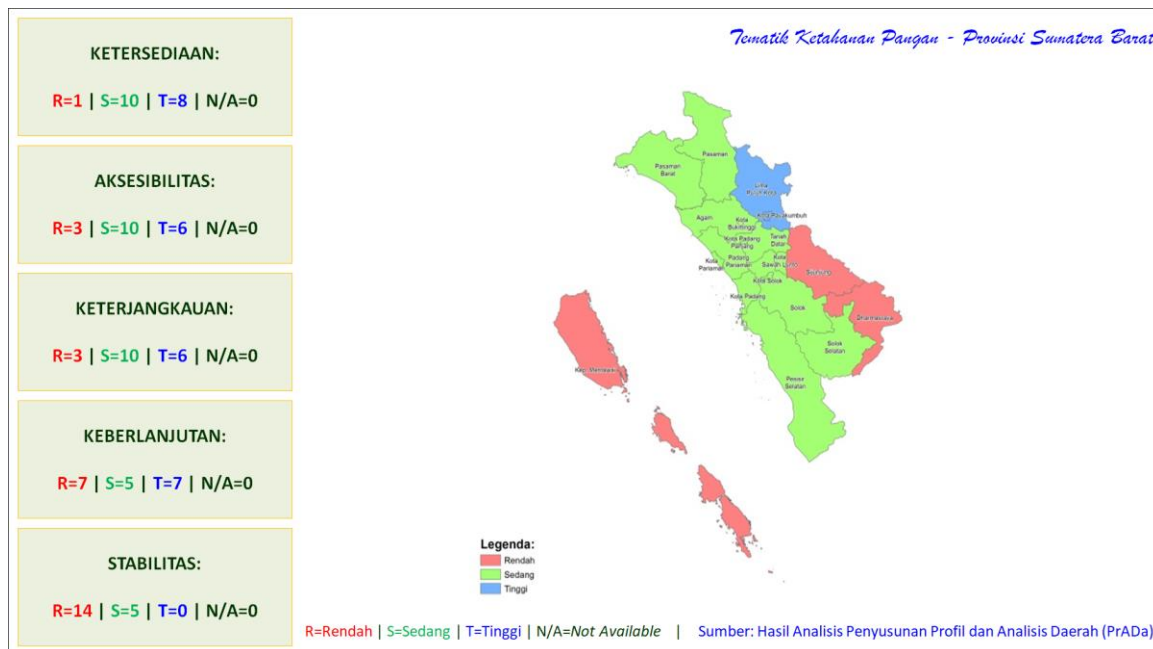 KETERSEDIAAN:
R=1 | S=10 | T=8 | N/A=0
AKSESIBILITAS:
R=3 | S=10 | T=6 | N/A=0
KETERJANGKAUAN:
R=3 | S=10 | T=6 | N/A=0
KEBERLANJUTAN:
R=7 | S=5 | T=7 | N/A=0
STABILITAS:
R=14 | S=5 | T=0 | N/A=0
Tematik Ketahanan Pangan - Provinsi Sumatera Barat
Pasaman
Pasaman
Barat
Lima
Puluh Kota
Kota Payakumbuh
Agam
Kota
Bukittinggi
Kota Padang
Panjang
Tanah
Datar
Kota
Pariaman
Padang
Pariaman
Kota
Sawah Lunto
Sijunjung
Kota Solok
Kota Padang
Solok
Dharmasraya
Solok
Selatan
Pesisir
Selatan
Kep. Mentawai
Legenda:
Rendah
Sedang
Tinggi
R=Rendah | S=Sedang | T=Tinggi | N/A=Not Available | Sumber: Hasil Analisis Penyusunan Profil dan Analisis Daerah (PrADa)